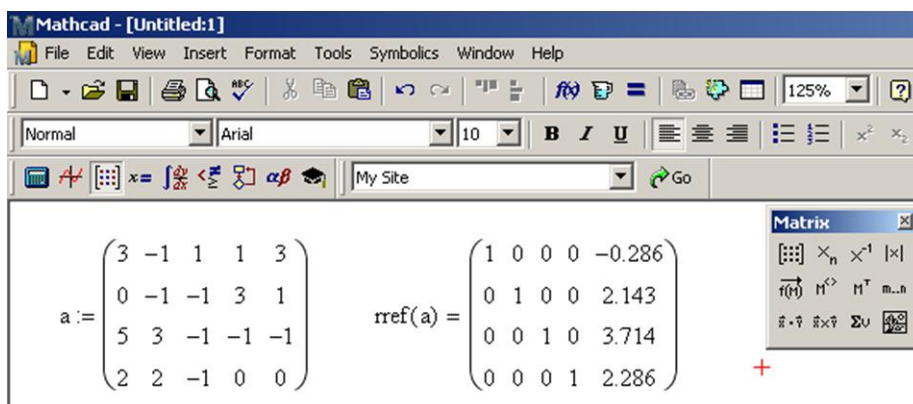 Mathcad - [Untitled:1]
File Edit View Insert Format Tools Symbolics Window Help
125%
Normal Arial 10 B I U
My Site Go
Matrix
a := ( 3 −1 1 1 3
0 −1 −1 3 1
5 3 −1 −1 −1
2 2 −1 0 0 )
rref(a) = ( 1 0 0 0 −0.286
0 1 0 0 2.143
0 0 1 0 3.714
0 0 0 1 2.286 )